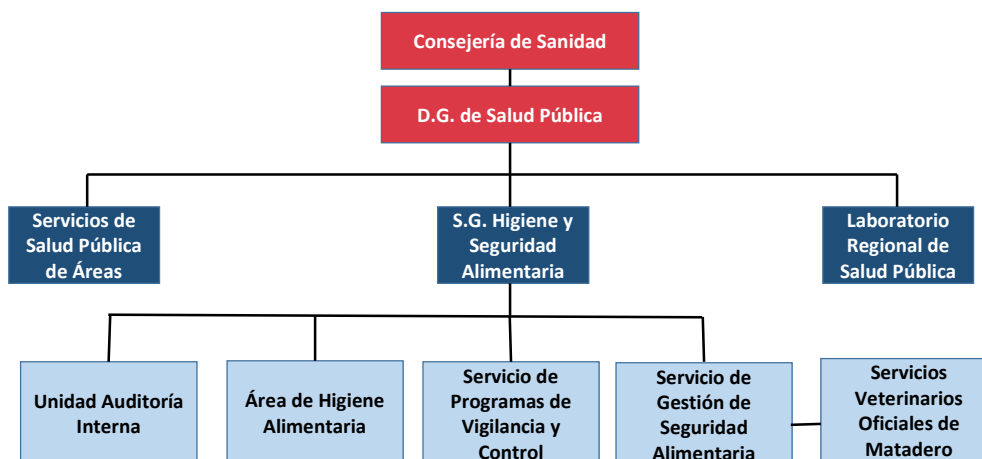 Consejería de Sanidad
D.G. de Salud Pública
Servicios de
Salud Pública
de Áreas
S.G. Higiene y
Seguridad
Alimentaria
Laboratorio
Regional de
Salud Pública
Unidad Auditoría
Interna
Área de Higiene
Alimentaria
Servicio de
Programas de
Vigilancia y
Control
Servicio de
Gestión de
Seguridad
Alimentaria
Servicios
Veterinarios
Oficiales de
Matadero